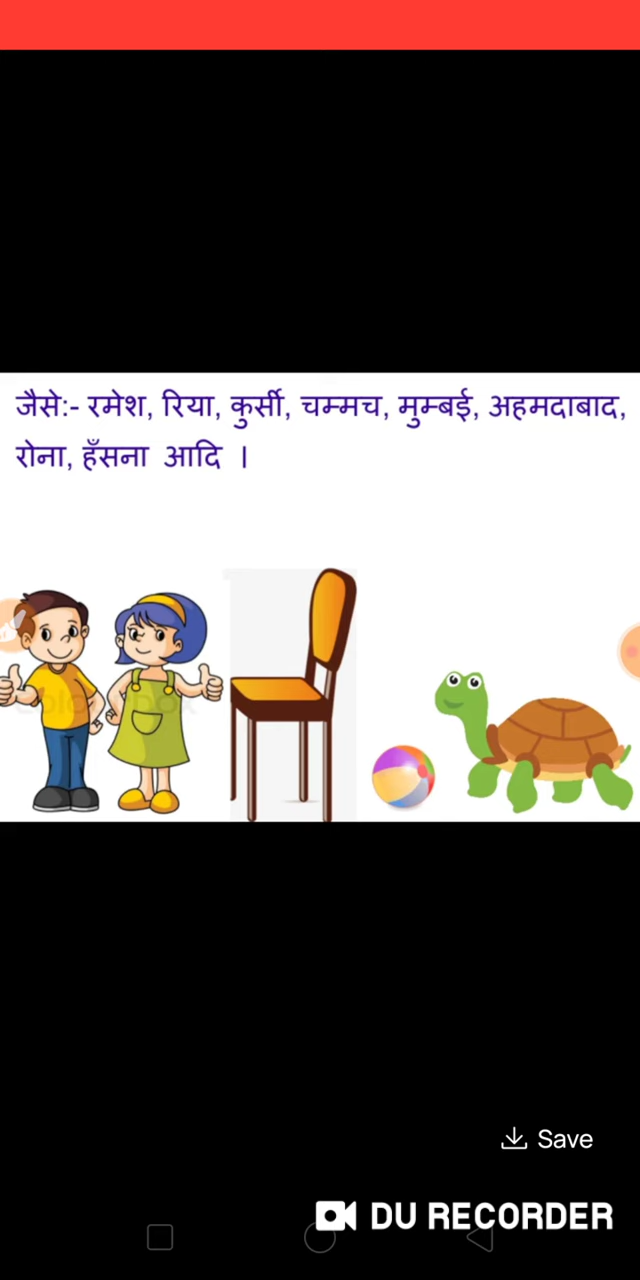 जैसे:- रमेश, रिया, कुर्सी, चम्मच, मुम्बई, अहमदाबाद,
रोना, हँसना आदि ।
Save
DU RECORDER